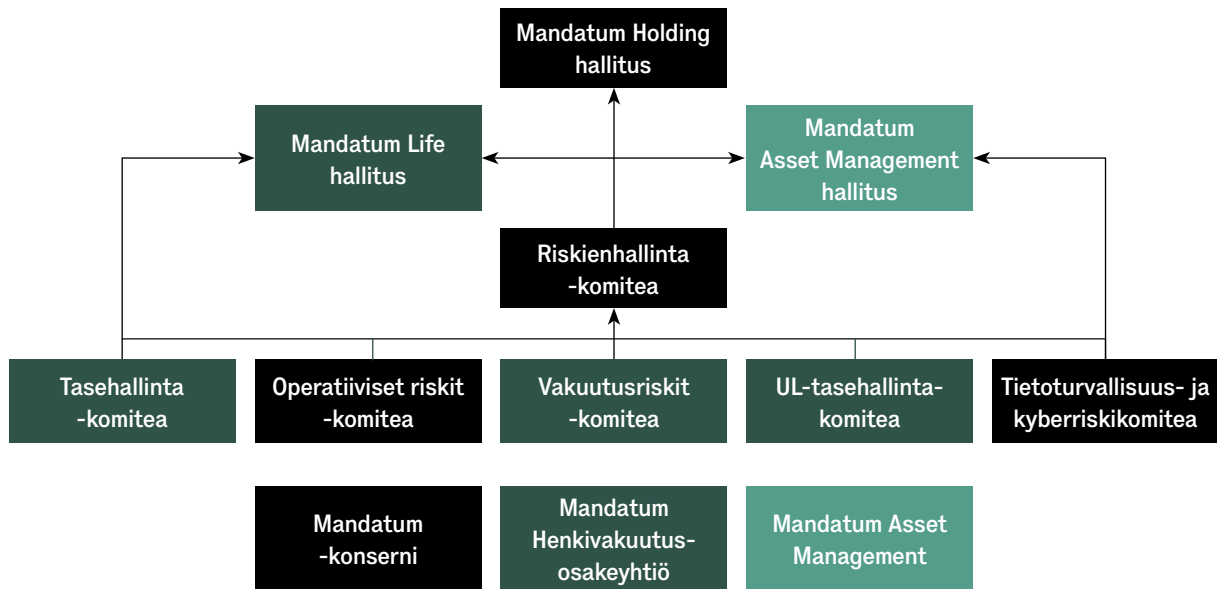 Mandatum Holding
hallitus
Mandatum Life
hallitus
Mandatum
Asset Management
hallitus
Riskienhallinta
-komitea
Tasehallinta
-komitea
Operatiiviset riskit
-komitea
Vakuutusriskit
-komitea
UL-tasehallinta-
komitea
Tietoturvallisuus- ja
kyberriskikomitea
Mandatum
-konserni
Mandatum
Henkivakuutus-
osakeyhtiö
Mandatum Asset
Management